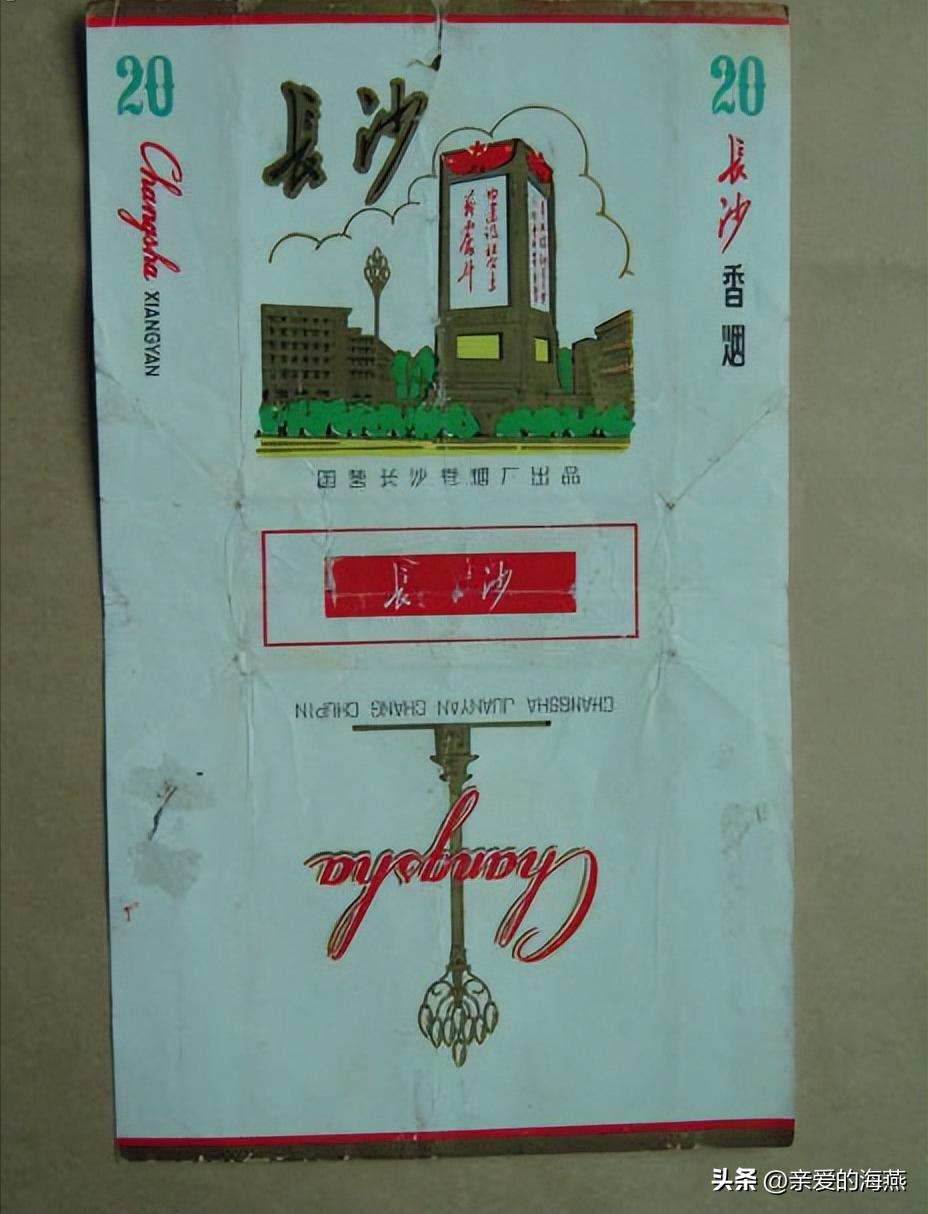 20
20
長沙
Changsha
XIANGYAN
長沙
香烟
国营长沙卷烟厂出品
長沙
CHANGSHA JUANYAN CHANG CHUPIN
Changsha
头条 @亲爱的海燕